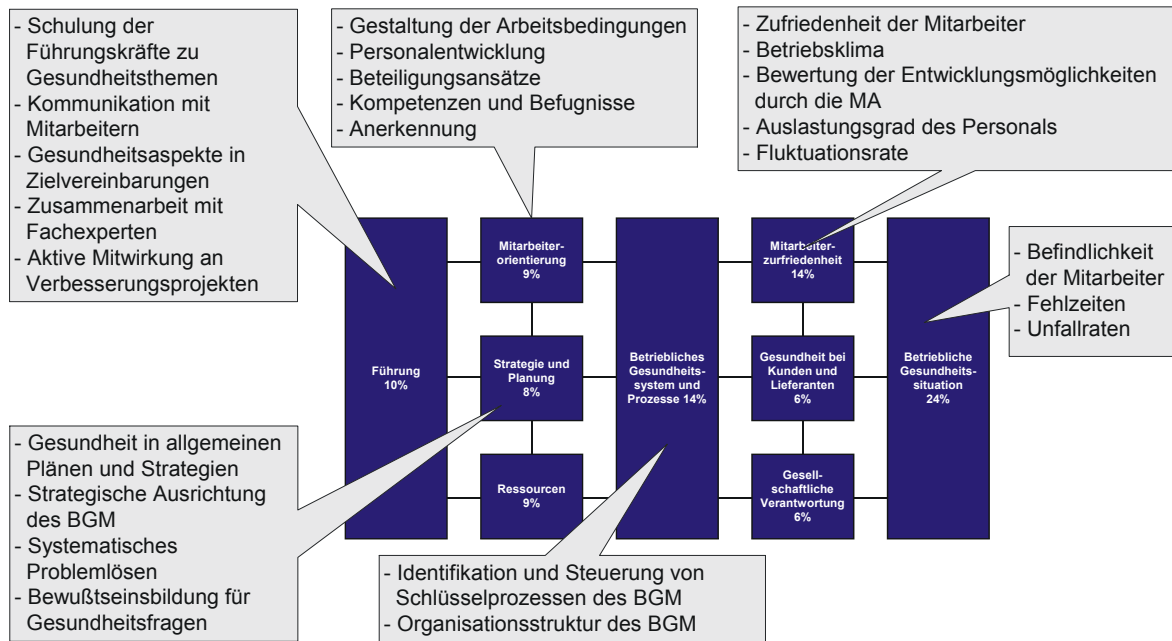 - Schulung der
Führungskräfte zu
Gesundheitsthemen
- Kommunikation mit
Mitarbeitern
- Gesundheitsaspekte in
Zielvereinbarungen
- Zusammenarbeit mit
Fachexperten
- Aktive Mitwirkung an
Verbesserungsprojekten
- Gestaltung der Arbeitsbedingungen
- Personalentwicklung
- Beteiligungsansätze
- Kompetenzen und Befugnisse
- Anerkennung
- Zufriedenheit der Mitarbeiter
- Betriebsklima
- Bewertung der Entwicklungsmöglichkeiten
durch die MA
- Auslastungsgrad des Personals
- Fluktuationsrate
- Befindlichkeit
der Mitarbeiter
- Fehlzeiten
- Unfallraten
Führung
10%
Mitarbeiter-
orientierung
9%
Strategie und
Planung
8%
Ressourcen
9%
Betriebliches
Gesundheits-
system und
Prozesse 14%
Mitarbeiter-
zurfriedenheit
14%
Gesundheit bei
Kunden und
Lieferanten
6%
Gesell-
schaftliche
Verantwortung
6%
Betriebliche
Gesundheits-
situation
24%
- Gesundheit in allgemeinen
Plänen und Strategien
- Strategische Ausrichtung
des BGM
- Systematisches
Problemlösen
- Bewußtseinsbildung für
Gesundheitsfragen
- Identifikation und Steuerung von
Schlüsselprozessen des BGM
- Organisationsstruktur des BGM